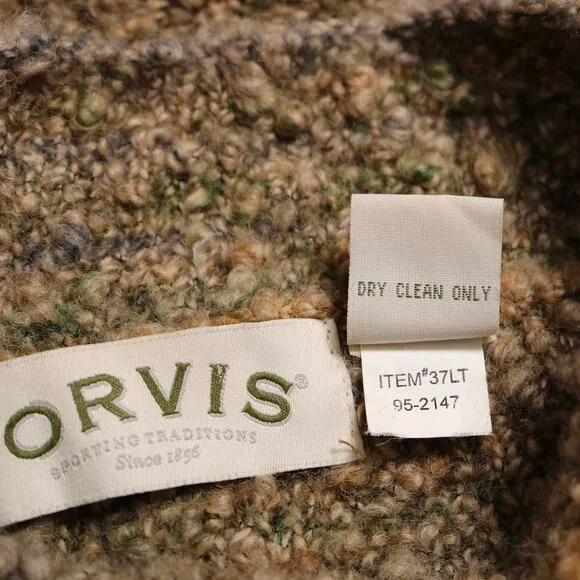 ORVIS®
SPORTING TRADITIONS
Since 1856
DRY CLEAN ONLY
ITEM#37LT
95-2147